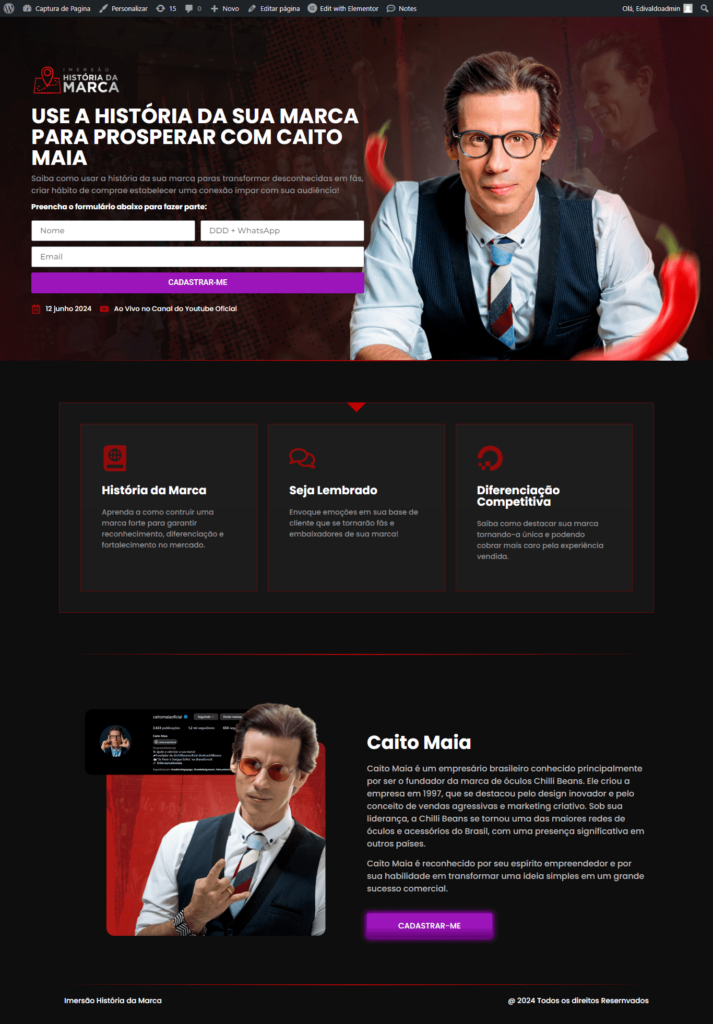 Captura de Pagina Personalizar 15 0 Novo Editar página Edit with Elementor Notes Olá, Edivaldoadmin
IMERSÃO
HISTÓRIA DA
MARCA
USE A HISTÓRIA DA SUA MARCA
PARA PROSPERAR COM CAITO
MAIA
Saiba como usar a história da sua marca paras transformar desconhecidas em fãs,
criar hábito de comprae estabelecer uma conexão impar com sua audiência!
Preencha o formulário abaixo para fazer parte:
Nome DDD + WhatsApp
Email
CADASTRAR-ME
12 junho 2024 Ao Vivo no Canal do Youtube Oficial
História da Marca
Aprenda a como contruir uma
marca forte para garantir
reconhecimento, diferenciação e
fortalecimento no mercado.
Seja Lembrado
Envoque emoções em sua base de
cliente que se tornarão fãs e
embaixadores de sua marca!
Diferenciação
Competitiva
Saiba como destacar sua marca
tornando-a única e podendo
cobrar mais caro pela experiência
vendida.
caitomaiaoficial Seguindo
Caito Maia
Caito Maia
Caito Maia é um empresário brasileiro conhecido principalmente
por ser o fundador da marca de óculos Chilli Beans. Ele criou a
empresa em 1997, que se destacou pelo design inovador e pelo
conceito de vendas agressivas e marketing criativo. Sob sua
liderança, a Chilli Beans se tornou uma das maiores redes de
óculos e acessórios do Brasil, com uma presença significativa em
outros países.
Caito Maia é reconhecido por seu espírito empreendedor e por
sua habilidade em transformar uma ideia simples em um grande
sucesso comercial.
CADASTRAR-ME
Imersão História da Marca @ 2024 Todos os direitos Resernvados